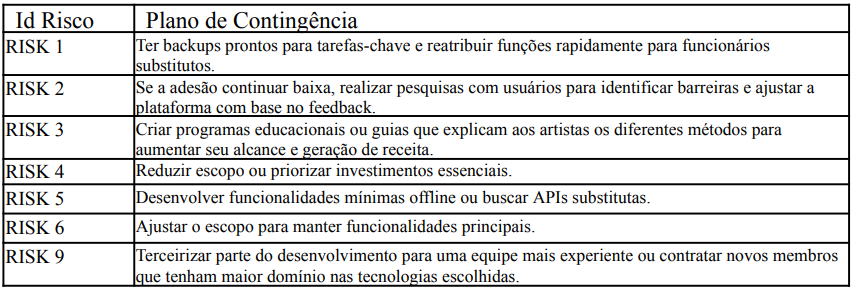 Id Risco Plano de Contingência
RISK 1 Ter backups prontos para tarefas-chave e reatribuir funções rapidamente para funcionários
substitutos.
RISK 2 Se a adesão continuar baixa, realizar pesquisas com usuários para identificar barreiras e ajustar a
plataforma com base no feedback.
RISK 3 Criar programas educacionais ou guias que explicam aos artistas os diferentes métodos para
aumentar seu alcance e geração de receita.
RISK 4 Reduzir escopo ou priorizar investimentos essenciais.
RISK 5 Desenvolver funcionalidades mínimas offline ou buscar APIs substitutas.
RISK 6 Ajustar o escopo para manter funcionalidades principais.
RISK 9 Terceirizar parte do desenvolvimento para uma equipe mais experiente ou contratar novos membros
que tenham maior domínio nas tecnologias escolhidas.